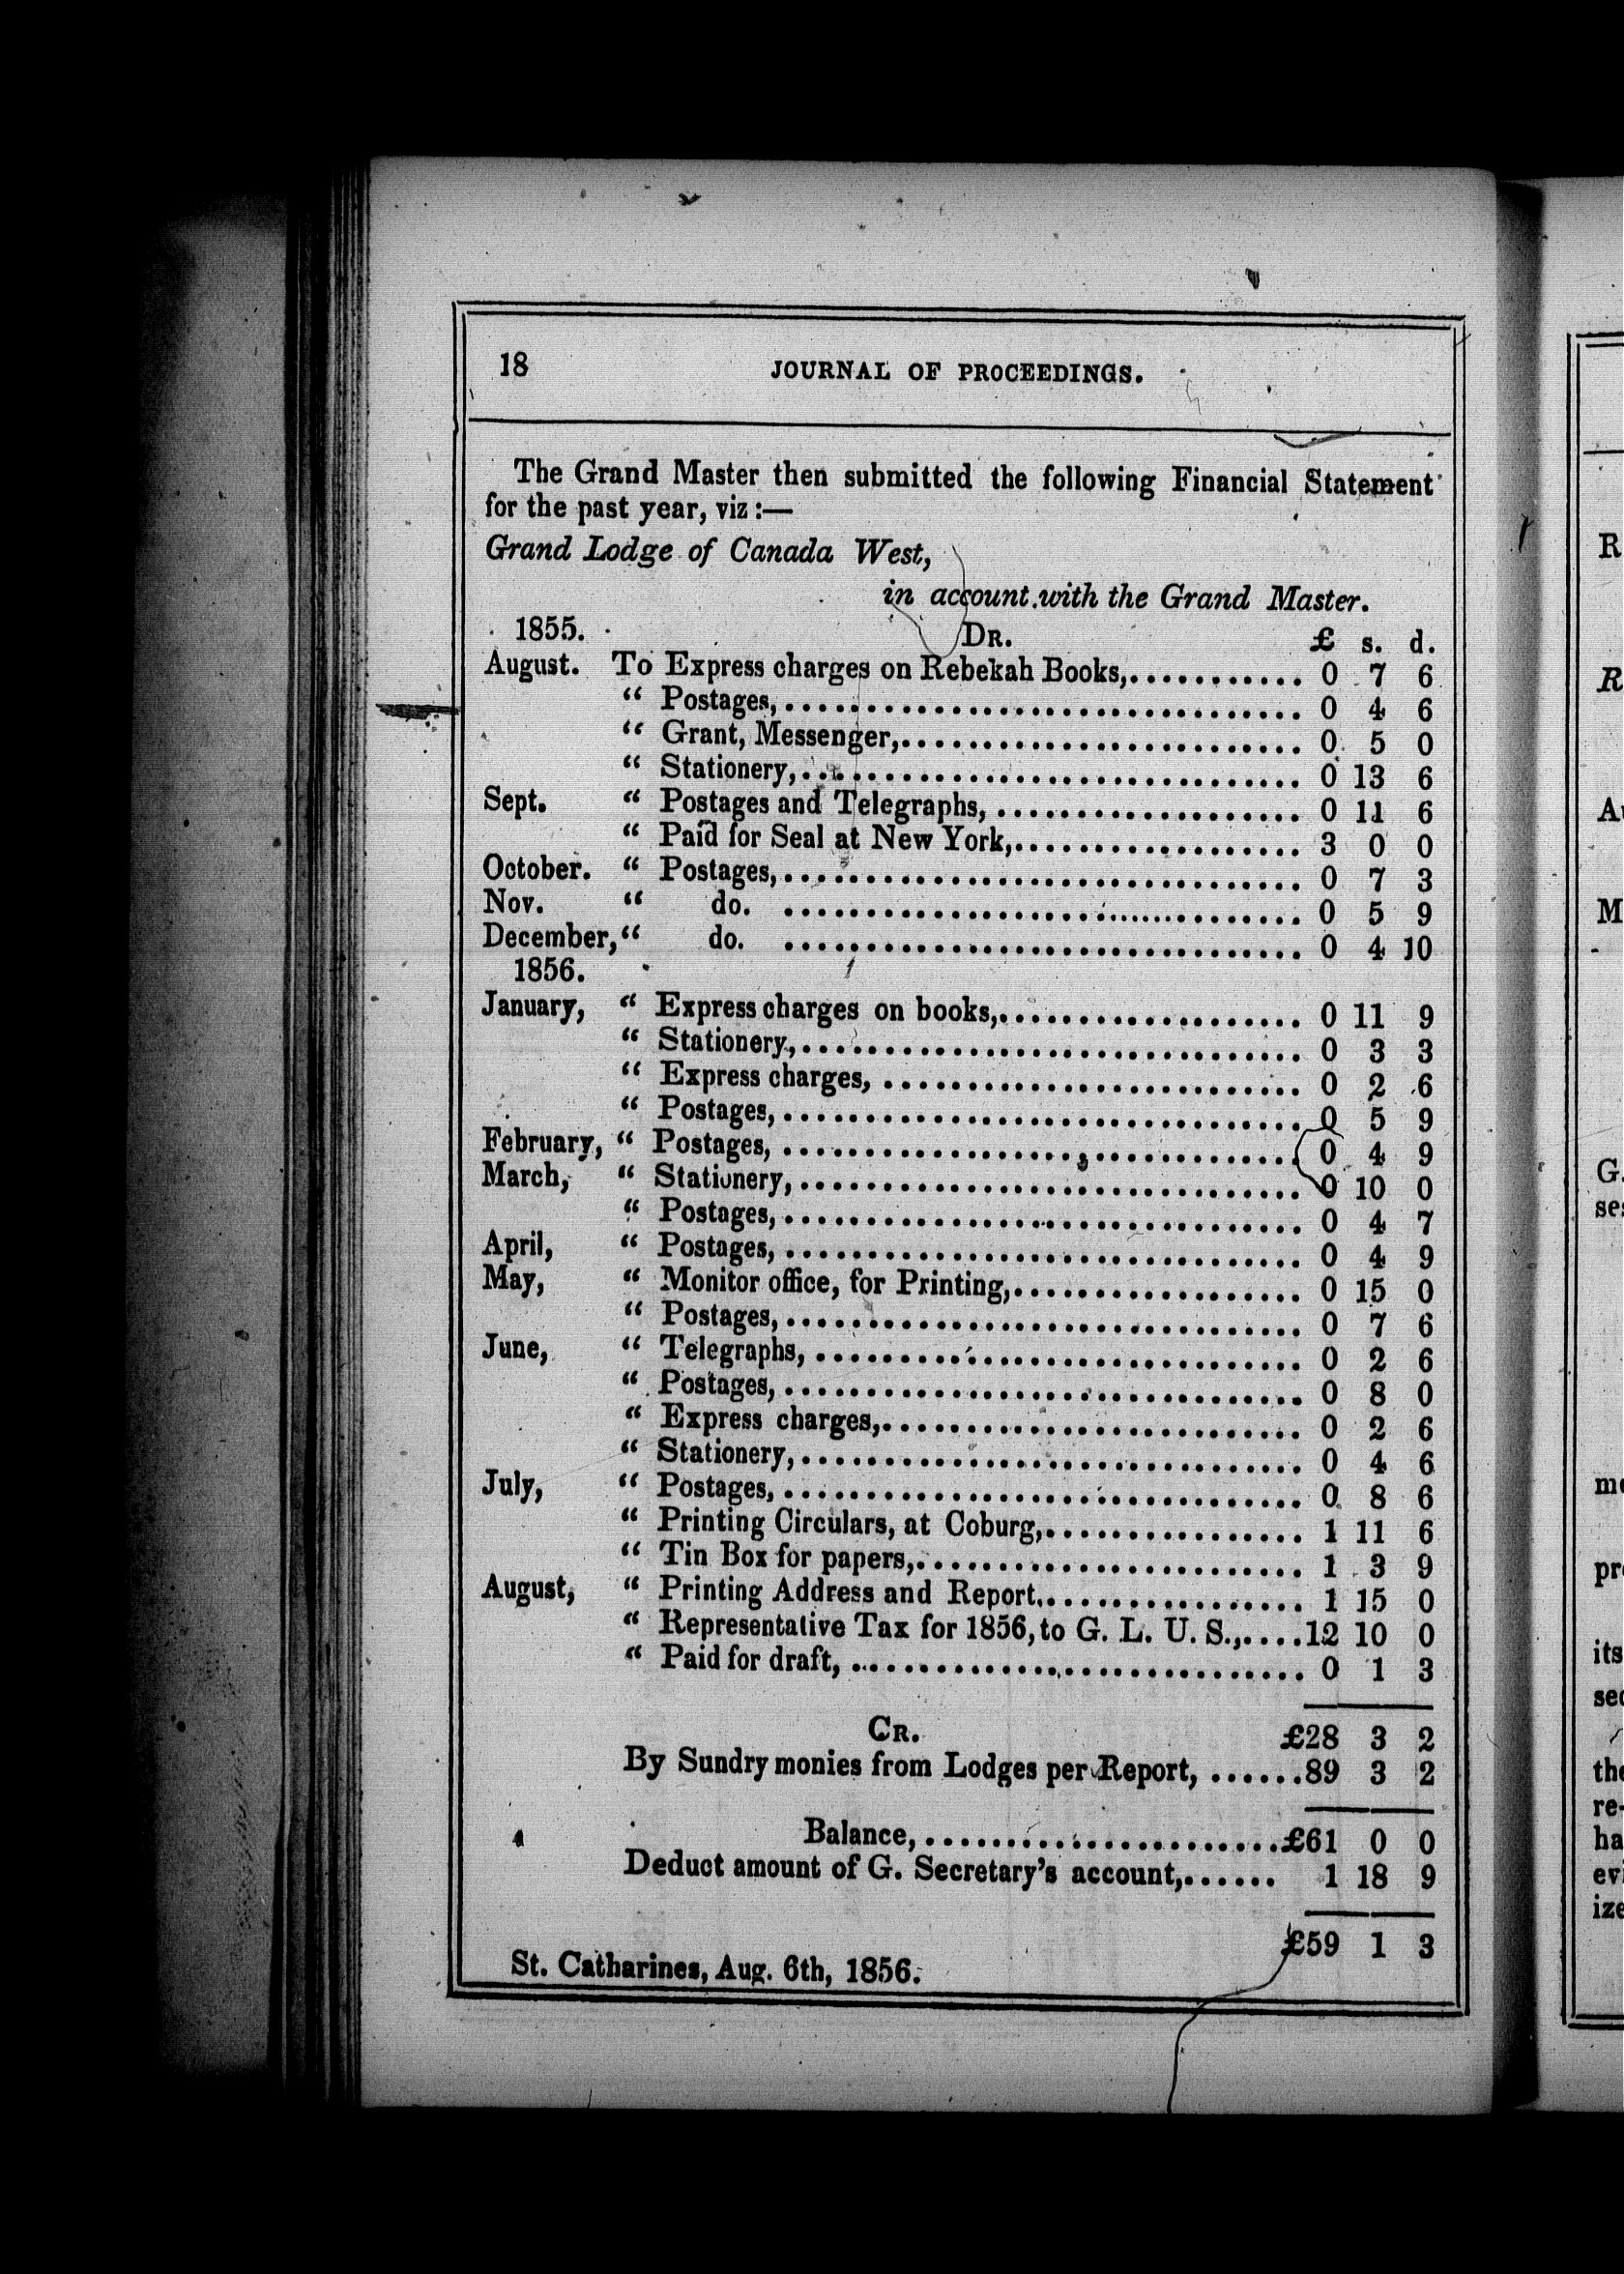 18 JOURNAL OF PROCEEDINGS.
The Grand Master then submitted the following Financial Statement
for the past year, viz :—
Grand Lodge of Canada West,
in account with the Grand Master.
1855. DR. £ s. d.
August. To Express charges on Rebekah Books,........... 0 7 6
“ Postages,................................. 0 4 6
“ Grant, Messenger,......................... 0 5 0
“ Stationery,............................... 0 13 6
Sept. “ Postages and Telegraphs, ................... 0 11 6
“ Paid for Seal at New York,.................. 3 0 0
October. “ Postages,................................. 0 7 3
Nov. “ do. ................................. 0 5 9
December, “ do. ................................. 0 4 10
1856.
January, “ Express charges on books,................... 0 11 9
“ Stationery,............................... 0 3 3
“ Express charges, .......................... 0 2 6
“ Postages,................................. 0 5 9
February, “ Postages, ................................. 0 4 9
March, “ Stationery,................................ 0 10 0
“ Postages,................................. 0 4 7
April, “ Postages,................................. 0 4 9
May, “ Monitor office, for Printing,.................. 0 15 0
“ Postages,................................. 0 7 6
June, “ Telegraphs, ............................... 0 2 6
“ Postages,................................. 0 8 0
“ Express charges,.......................... 0 2 6
“ Stationery,................................ 0 4 6
July, “ Postages,................................. 0 8 6
“ Printing Circulars, at Coburg,................ 1 11 6
“ Tin Box for papers,........................ 1 3 9
August, “ Printing Address and Report................. 1 15 0
“ Representative Tax for 1856, to G. L. U. S.,....12 10 0
“ Paid for draft, ............................. 0 1 3
CR. £28 3 2
By Sundry monies from Lodges per Report, ......89 3 2
Balance,.......................£61 0 0
Deduct amount of G. Secretary's account,...... 1 18 9
£59 1 3
St. Catharines, Aug. 6th, 1856.